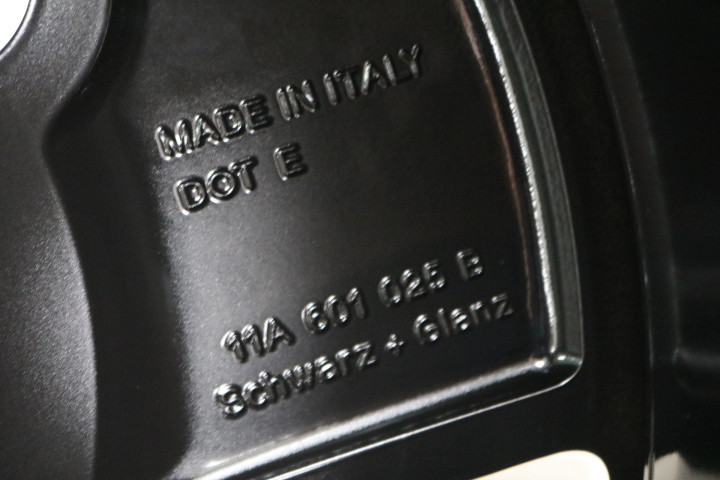 MADE IN ITALY
DOT E
11A 601 025 B
Schwarz + Glanz